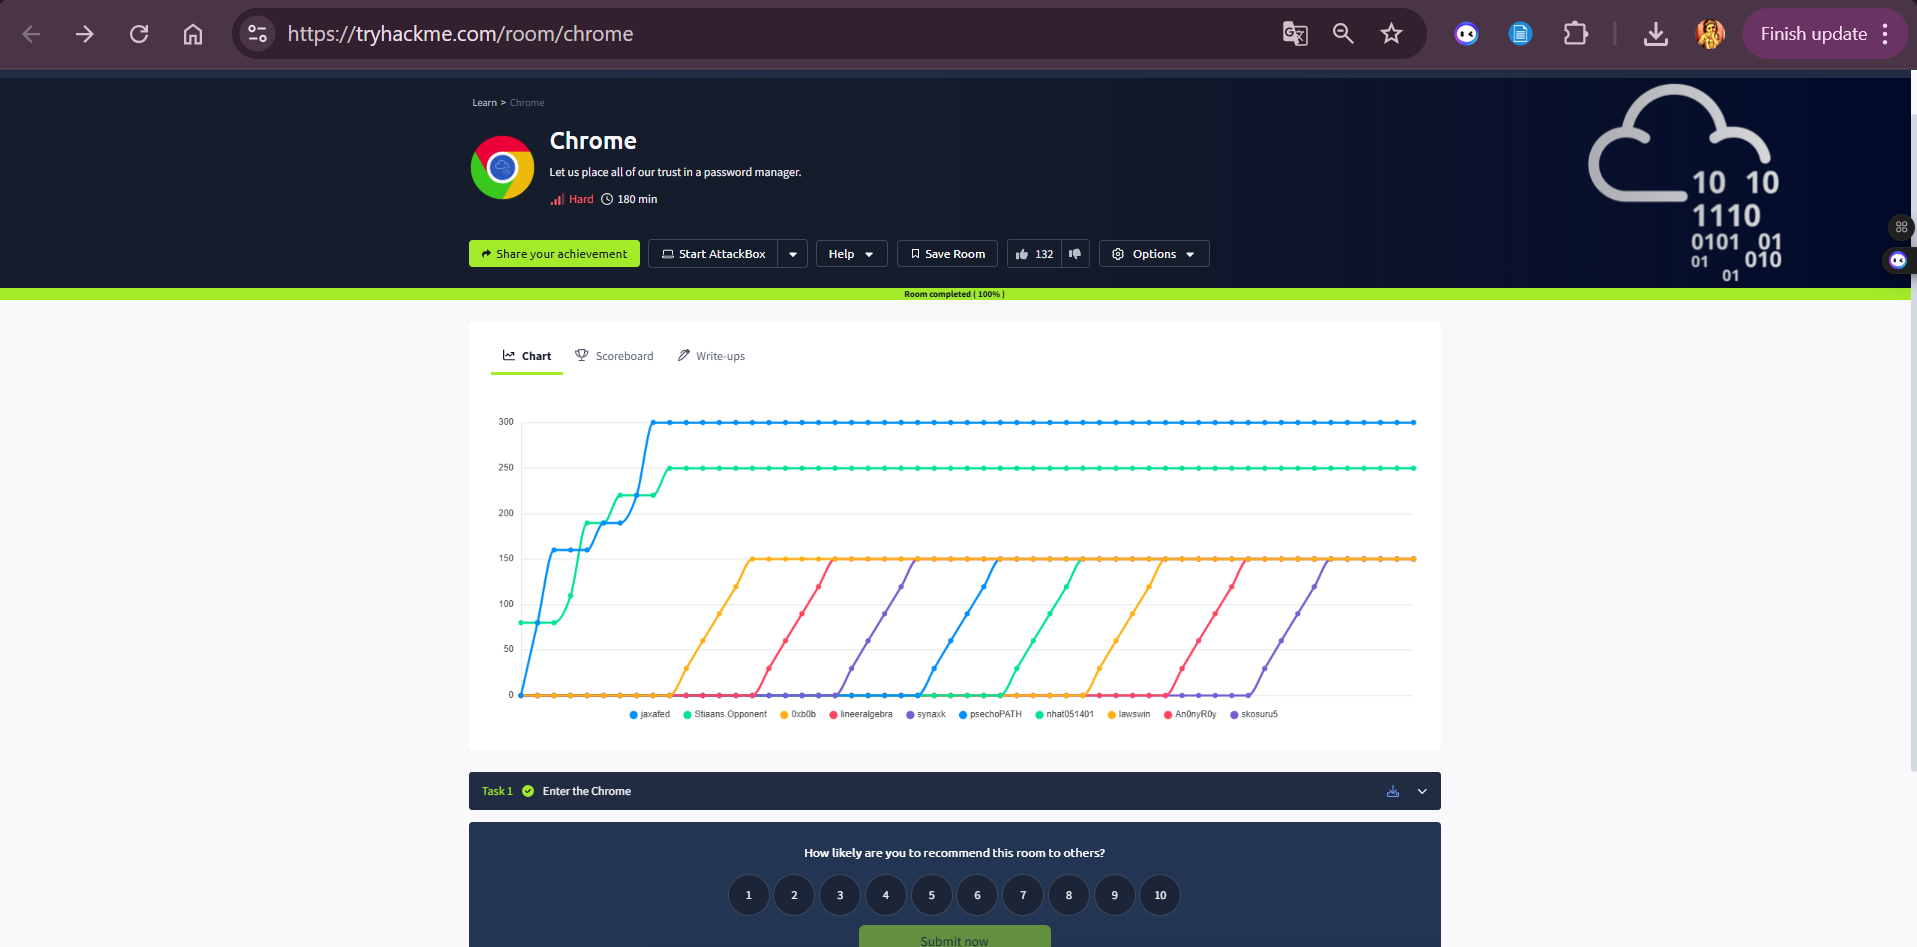 https://tryhackme.com/room/chrome
Finish update
Learn > Chrome
Chrome
Let us place all of our trust in a password manager.
Hard 180 min
10 10
1110
0101 01
01 010
01
Share your achievement Start AttackBox Help Save Room 132 Options
Room completed ( 100% )
Chart Scoreboard Write-ups
300
250
200
150
100
50
0
jaxafed Stiaans.Opponent 0xb0b lineeralgebra synaxk psechoPATH nhat051401 lawswin An0nyR0y skosuru5
Task 1 Enter the Chrome
How likely are you to recommend this room to others?
1 2 3 4 5 6 7 8 9 10
Submit now